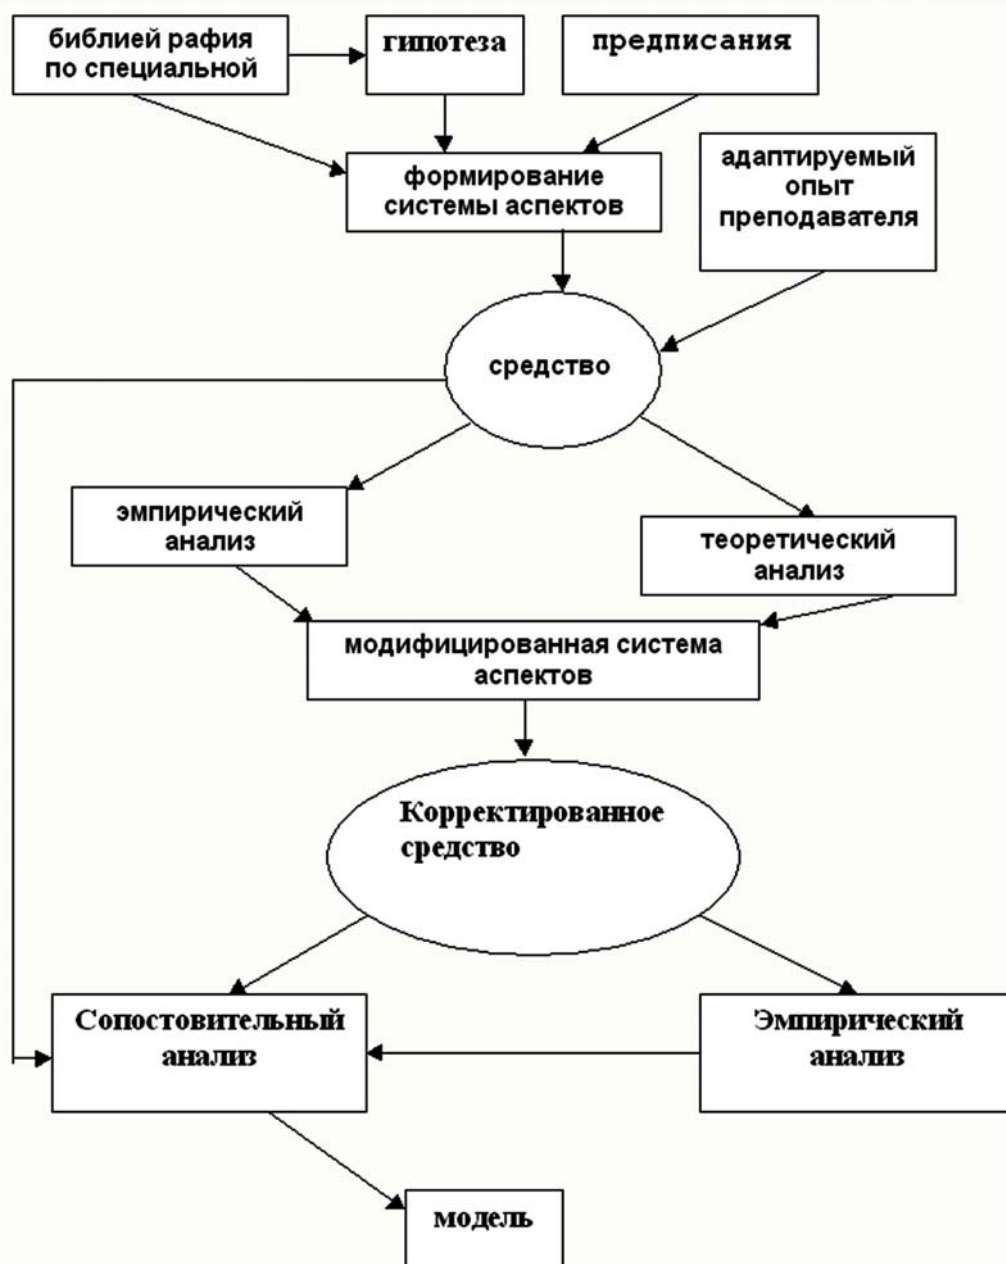 библией рафия
по специальной
гипотеза
предписания
формирование
системы аспектов
адаптируемый
опыт
преподавателя
средство
эмпирический
анализ
теоретический
анализ
модифицированная система
аспектов
Корректированное
средство
Сопостовительный
анализ
Эмпирический
анализ
модель